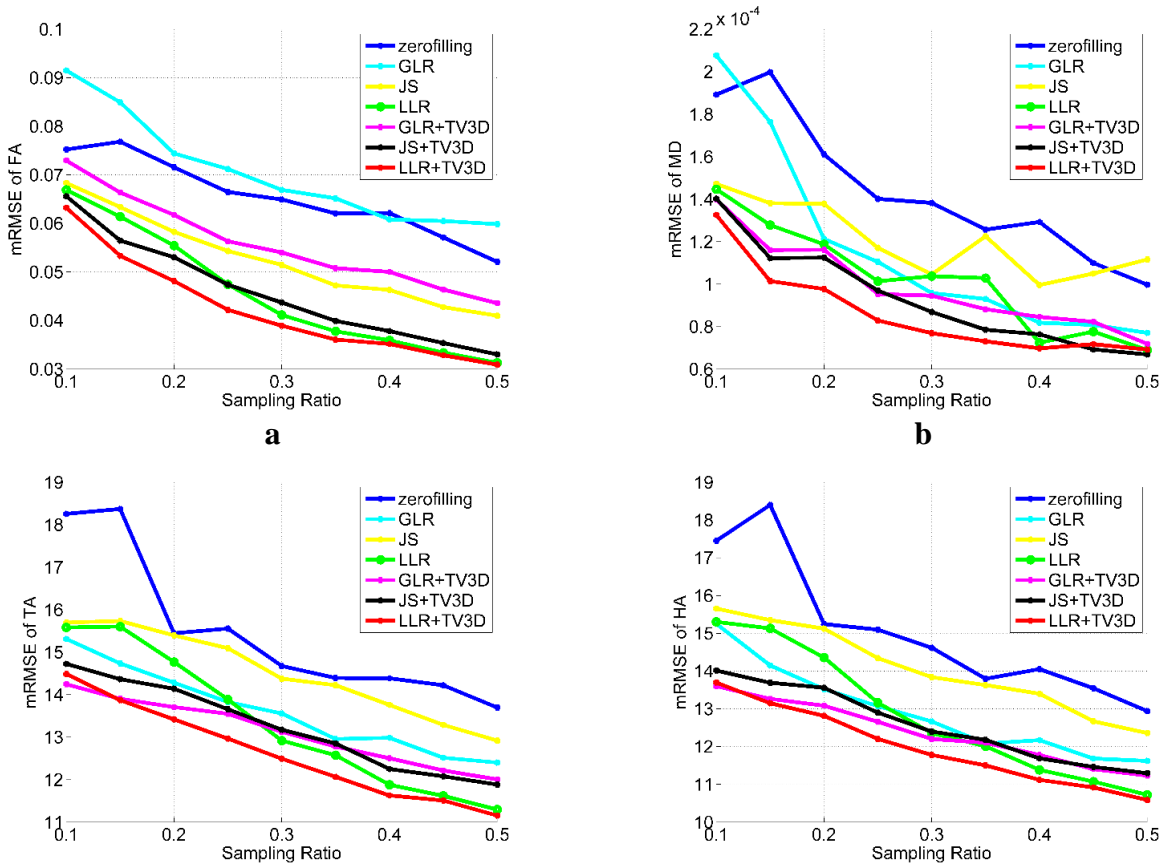 0.1
0.09
0.08
0.07
0.06
0.05
0.04
0.03
mRMSE of FA
0.1 0.2 0.3 0.4 0.5
Sampling Ratio
zerofilling
GLR
JS
LLR
GLR+TV3D
JS+TV3D
LLR+TV3D
a
x 10⁻⁴
2.2
2
1.8
1.6
1.4
1.2
1
0.8
0.6
mRMSE of MD
0.1 0.2 0.3 0.4 0.5
Sampling Ratio
zerofilling
GLR
JS
LLR
GLR+TV3D
JS+TV3D
LLR+TV3D
b
19
18
17
16
15
14
13
12
11
mRMSE of TA
0.1 0.2 0.3 0.4 0.5
Sampling Ratio
zerofilling
GLR
JS
LLR
GLR+TV3D
JS+TV3D
LLR+TV3D
19
18
17
16
15
14
13
12
11
10
mRMSE of HA
0.1 0.2 0.3 0.4 0.5
Sampling Ratio
zerofilling
GLR
JS
LLR
GLR+TV3D
JS+TV3D
LLR+TV3D